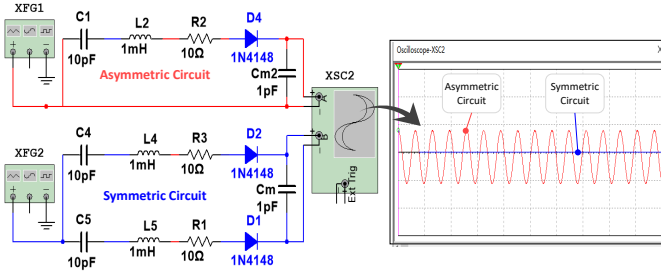 XFG1
C1
10pF
L2
1mH
R2
10Ω
D4
1N4148
Asymmetric Circuit
Cm2
1pF
XSC2
A
B
Ext Trig
XFG2
C4
10pF
L4
1mH
R3
10Ω
D2
1N4148
Symmetric Circuit
Cm
1pF
C5
10pF
L5
1mH
R1
10Ω
D1
1N4148
Oscilloscope-XSC2
X
Asymmetric
Circuit
Symmetric
Circuit